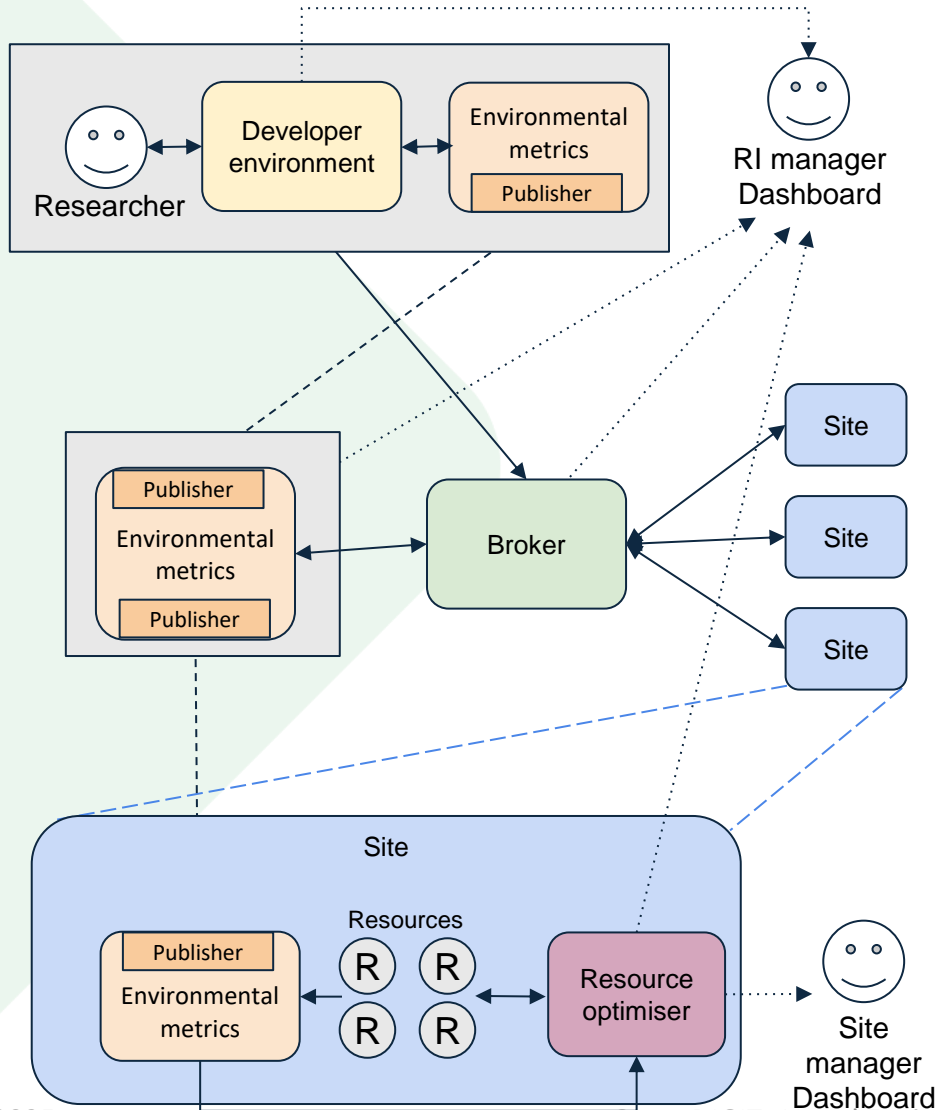 Researcher
Developer
environment
Environmental
metrics
Publisher
RI manager
Dashboard
Publisher
Environmental
metrics
Publisher
Broker
Site
Site
Site
Site
Publisher
Environmental
metrics
Resources
R
R
R
R
Resource
optimiser
Site
manager
Dashboard